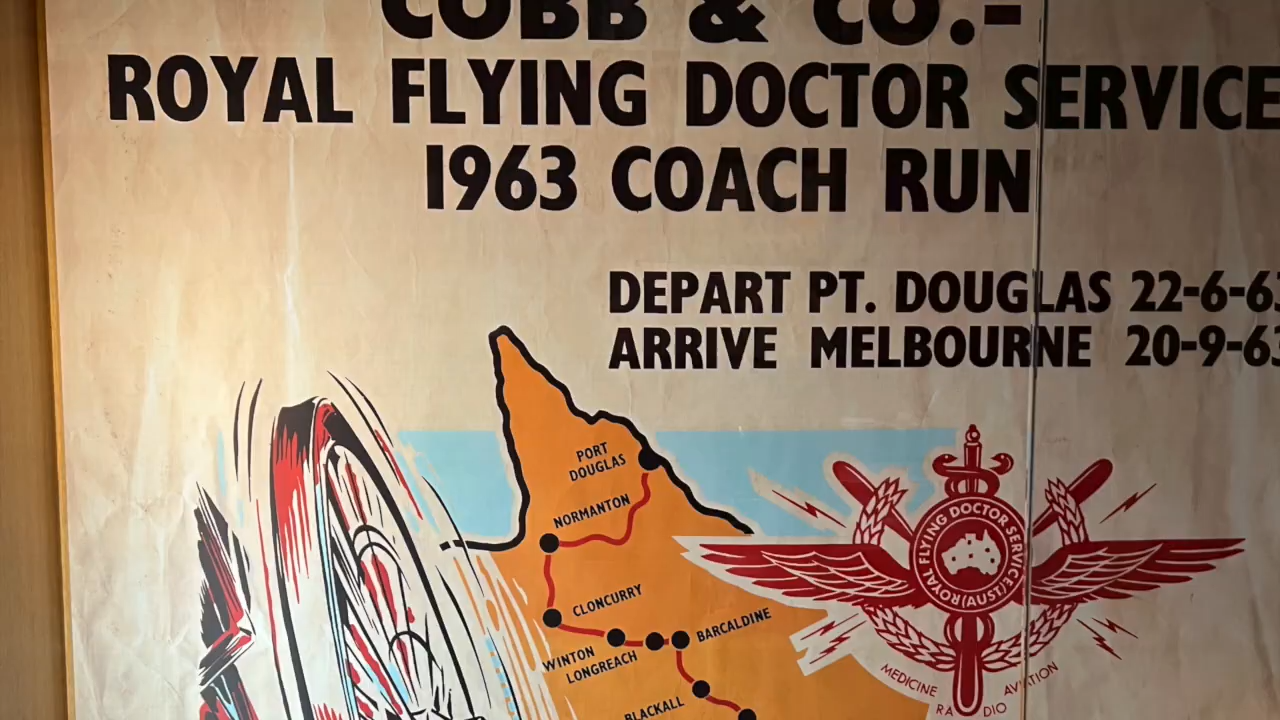 COBB & CO.-
ROYAL FLYING DOCTOR SERVICE
1963 COACH RUN
DEPART PT. DOUGLAS 22-6-63
ARRIVE MELBOURNE 20-9-63
PORT
DOUGLAS
NORMANTON
CLONCURRY
WINTON
LONGREACH
BARCALDINE
BLACKALL
ROYAL FLYING DOCTOR SERVICE (AUST)
MEDICINE
RADIO
AVIATION